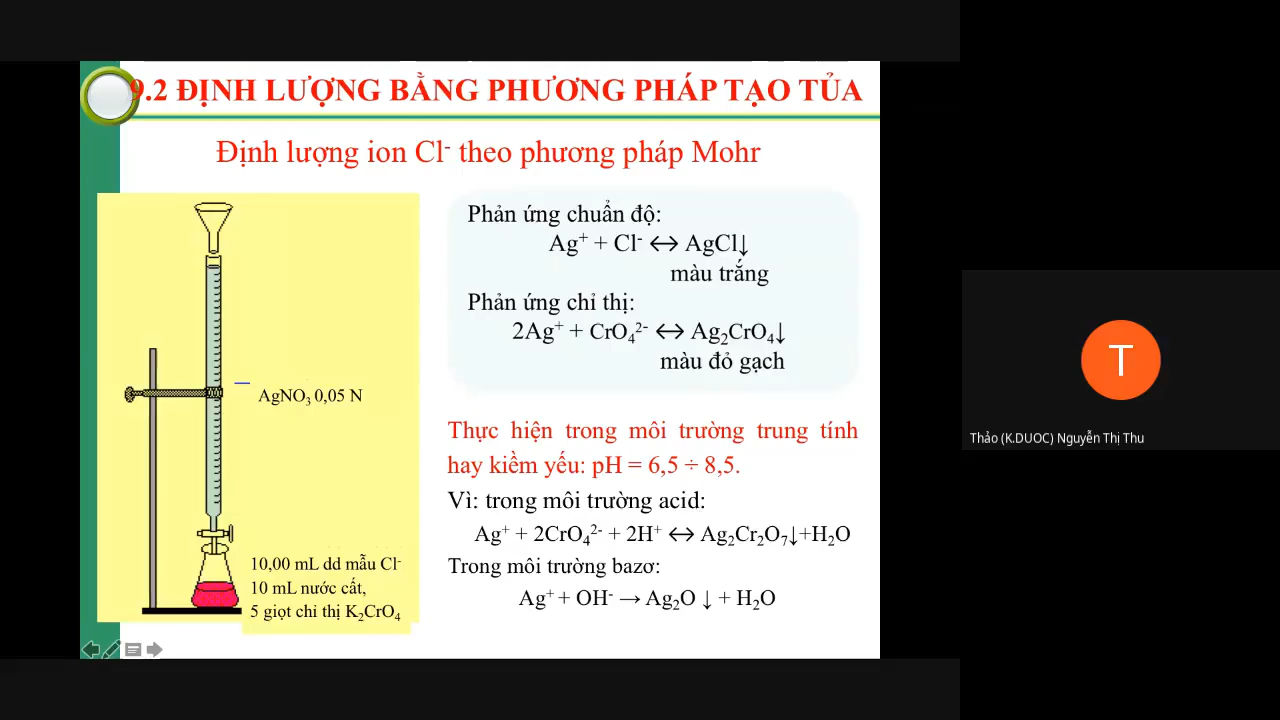 9.2 ĐỊNH LƯỢNG BẰNG PHƯƠNG PHÁP TẠO TỦA
Định lượng ion Cl⁻ theo phương pháp Mohr
AgNO₃ 0,05 N
10,00 mL dd mẫu Cl⁻
10 mL nước cất,
5 giọt chỉ thị K₂CrO₄
Phản ứng chuẩn độ:
Ag⁺ + Cl⁻ ↔ AgCl↓
màu trắng
Phản ứng chỉ thị:
2Ag⁺ + CrO₄²⁻ ↔ Ag₂CrO₄↓
màu đỏ gạch
Thực hiện trong môi trường trung tính
hay kiềm yếu: pH = 6,5 ÷ 8,5.
Vì: trong môi trường acid:
Ag⁺ + 2CrO₄²⁻ + 2H⁺ ↔ Ag₂Cr₂O₇↓+H₂O
Trong môi trường bazơ:
Ag⁺ + OH⁻ → Ag₂O ↓ + H₂O
T
Thảo (K.DUOC) Nguyễn Thị Thu